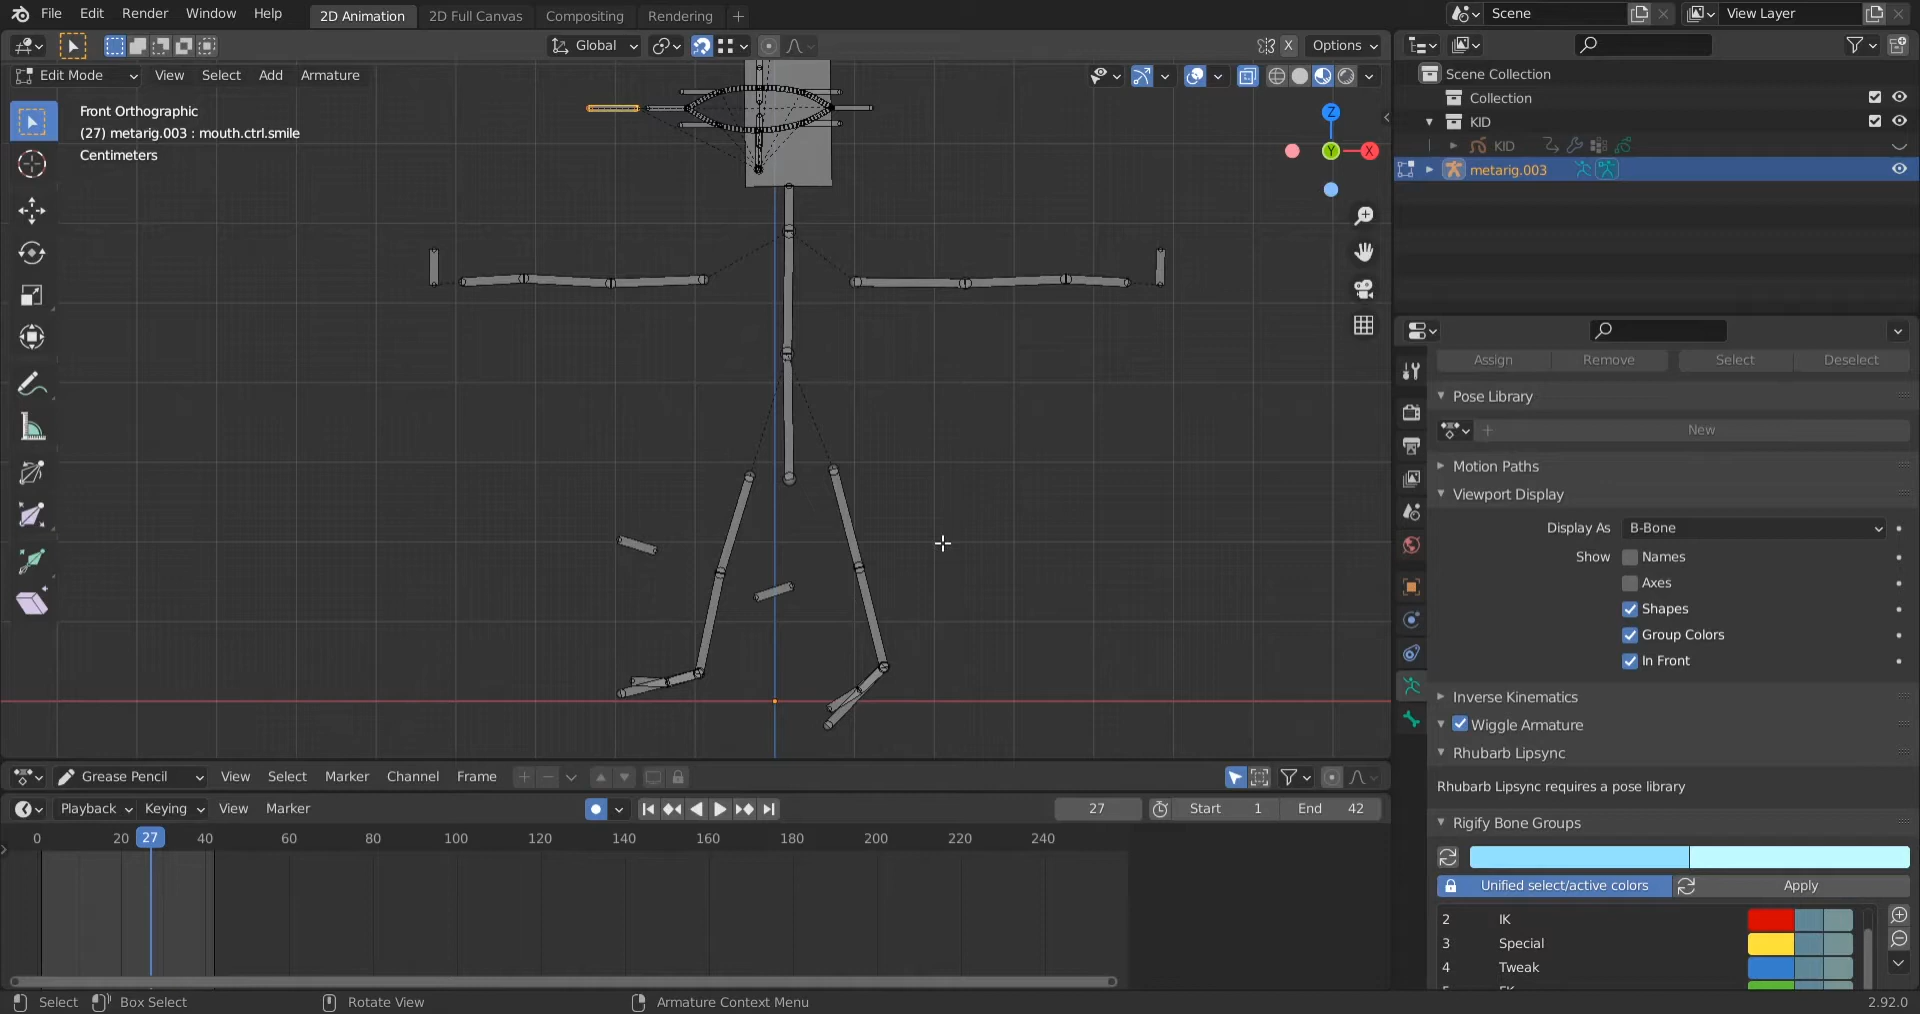 File Edit Render Window Help 2D Animation 2D Full Canvas Compositing Rendering Scene View Layer
Global X Options
Edit Mode View Select Add Armature
Scene Collection
Front Orthographic
(27) metarig.003 : mouth.ctrl.smile
Centimeters
Collection
KID
KID
metarig.003
Z
Y
X
Assign Remove Select Deselect
Pose Library
New
Motion Paths
Viewport Display
Display As B-Bone
Show Names
Axes
Shapes
Group Colors
In Front
Inverse Kinematics
Wiggle Armature
Rhubarb Lipsync
Rhubarb Lipsync requires a pose library
Rigify Bone Groups
Unified select/active colors Apply
2 IK
3 Special
4 Tweak
Grease Pencil View Select Marker Channel Frame
Playback Keying View Marker 27 Start 1 End 42
0 20 27 40 60 80 100 120 140 160 180 200 220 240
Select Box Select Rotate View Armature Context Menu 2.92.0